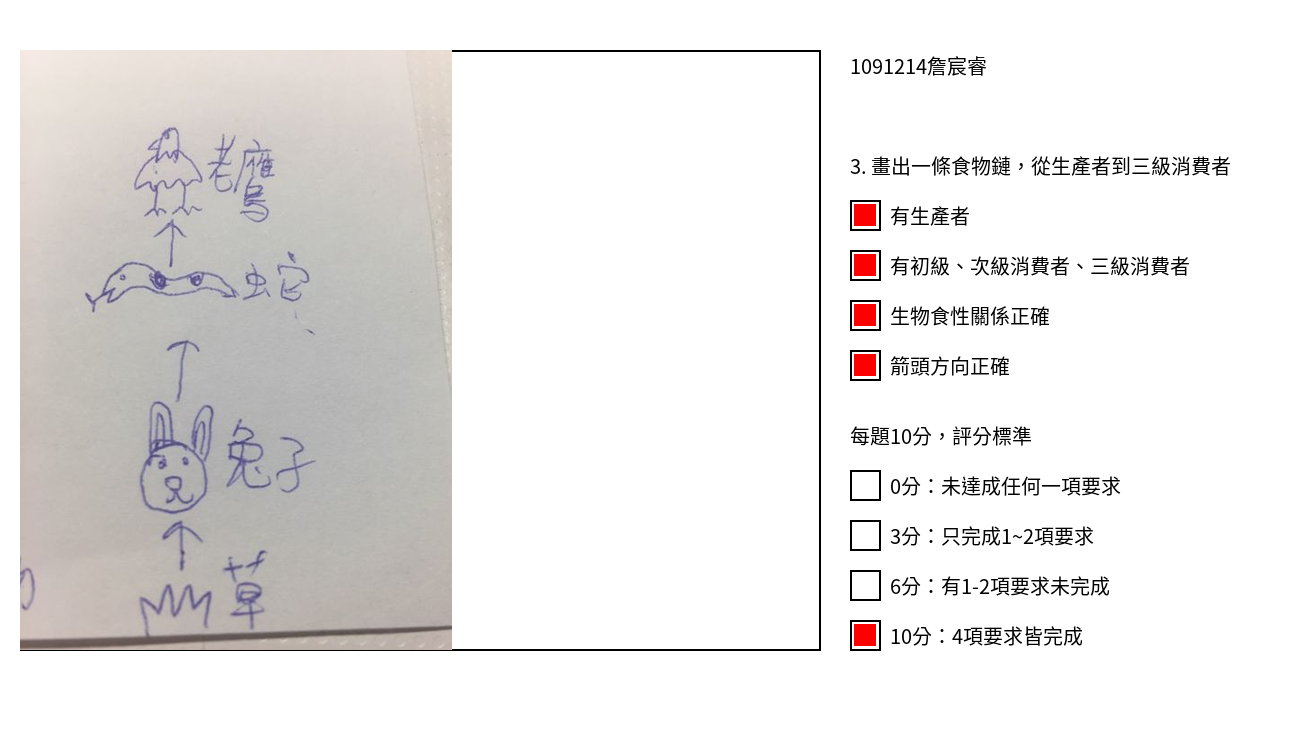 老鷹
蛇
兔子
草
1091214詹宸睿
3. 畫出一條食物鏈，從生產者到三級消費者
有生產者
有初級、次級消費者、三級消費者
生物食性關係正確
箭頭方向正確
每題10分，評分標準
0分：未達成任何一項要求
3分：只完成1~2項要求
6分：有1-2項要求未完成
10分：4項要求皆完成